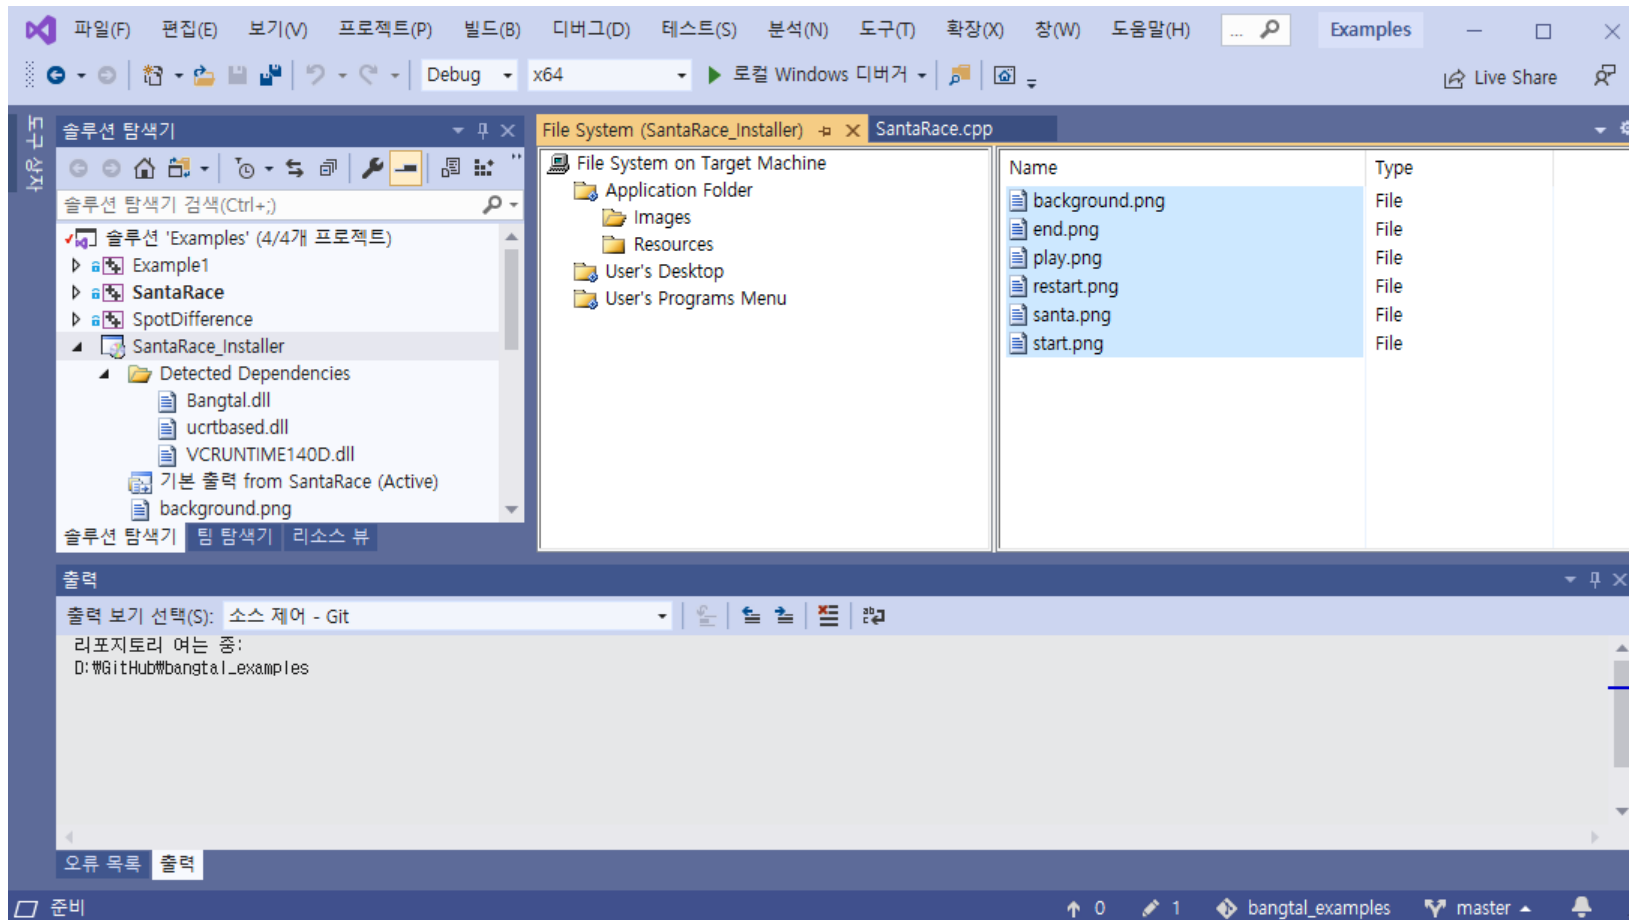 파일(F) 편집(E) 보기(V) 프로젝트(P) 빌드(B) 디버그(D) 테스트(S) 분석(N) 도구(T) 확장(X) 창(W) 도움말(H) ... Examples
Debug x64 로컬 Windows 디버거 Live Share
도구 상자
솔루션 탐색기
솔루션 탐색기 검색(Ctrl+;)
솔루션 'Examples' (4/4개 프로젝트)
Example1
SantaRace
SpotDifference
SantaRace_Installer
Detected Dependencies
Bangtal.dll
ucrtbased.dll
VCRUNTIME140D.dll
기본 출력 from SantaRace (Active)
background.png
솔루션 탐색기 팀 탐색기 리소스 뷰
File System (SantaRace_Installer) SantaRace.cpp
File System on Target Machine
Application Folder
Images
Resources
User's Desktop
User's Programs Menu
Name Type
background.png File
end.png File
play.png File
restart.png File
santa.png File
start.png File
출력
출력 보기 선택(S): 소스 제어 - Git
리포지토리 여는 중:
D:₩GitHub₩bangtal_examples
오류 목록 출력
준비 0 1 bangtal_examples master